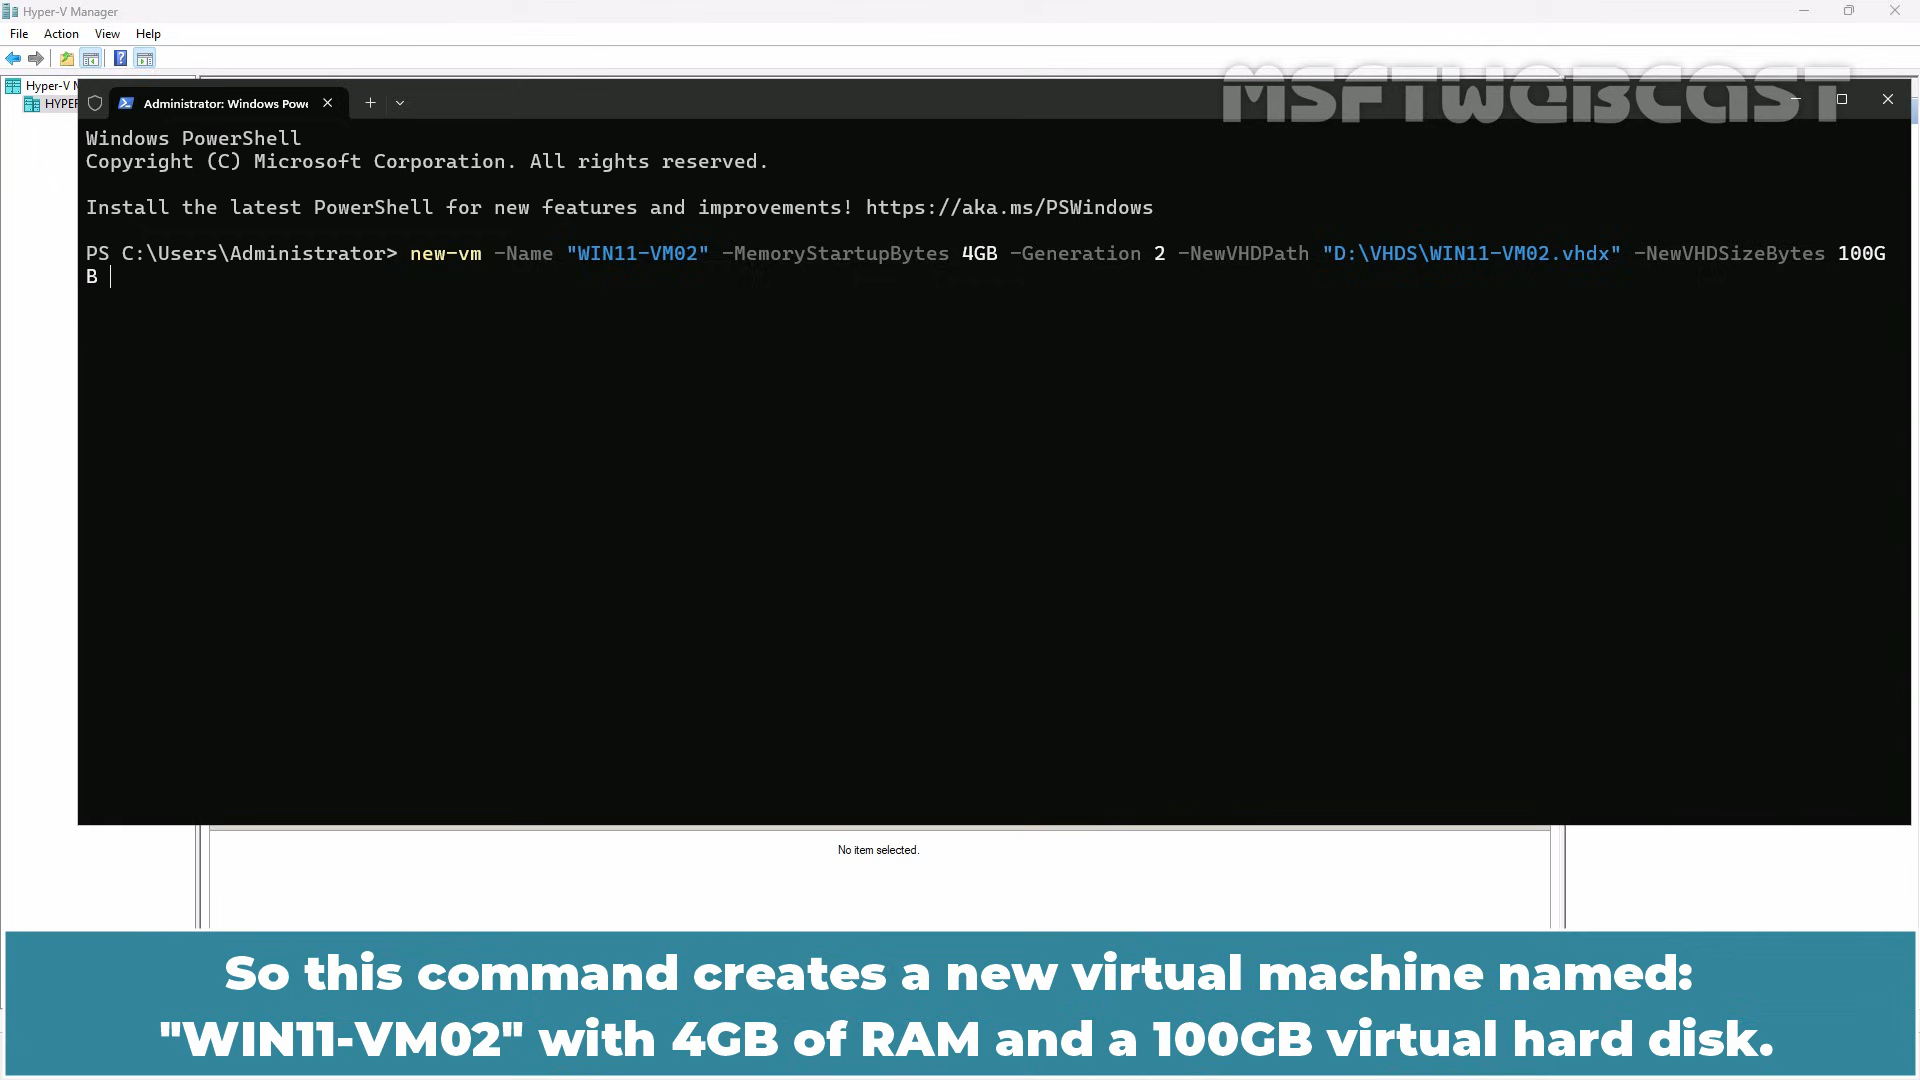 Hyper-V Manager
File Action View Help
Hyper-V M
HYPER
MSFTWEBCAST
Administrator: Windows Powe
Windows PowerShell
Copyright (C) Microsoft Corporation. All rights reserved.
Install the latest PowerShell for new features and improvements! https://aka.ms/PSWindows
PS C:\Users\Administrator> new-vm -Name "WIN11-VM02" -MemoryStartupBytes 4GB -Generation 2 -NewVHDPath "D:\VHDS\WIN11-VM02.vhdx" -NewVHDSizeBytes 100G
B
No item selected.
So this command creates a new virtual machine named:
"WIN11-VM02" with 4GB of RAM and a 100GB virtual hard disk.